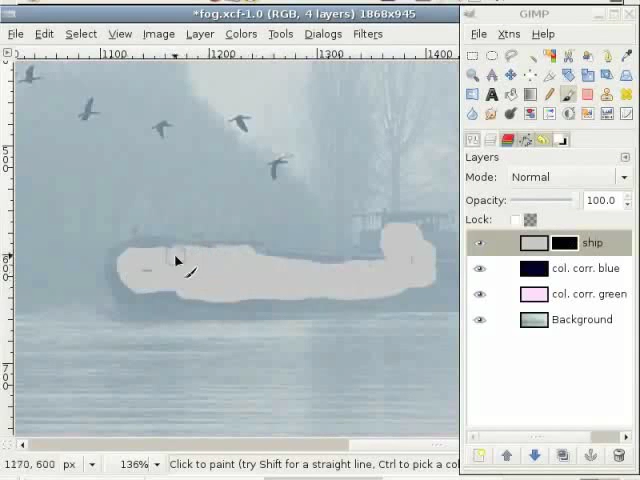 *fog.xcf-1.0 (RGB, 4 layers) 1868x945
File Edit Select View Image Layer Colors Tools Dialogs Filters
1100 1200 1300 1400
500
600
700
1170, 600 px 136% Click to paint (try Shift for a straight line, Ctrl to pick a col
GIMP
File Xtns Help
Layers
Mode: Normal
Opacity: 100.0
Lock:
ship
col. corr. blue
col. corr. green
Background